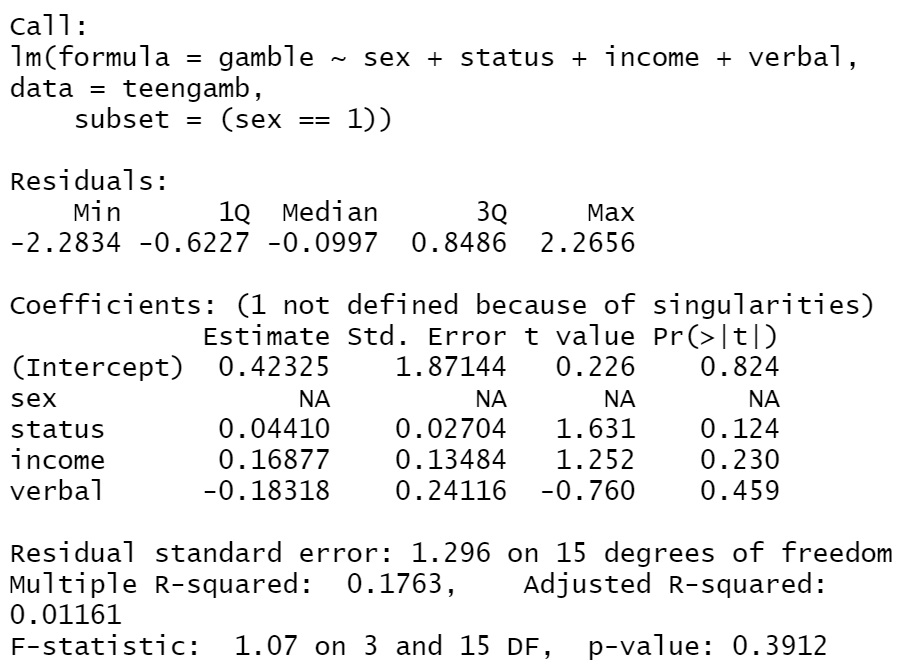 Call:
lm(formula = gamble ~ sex + status + income + verbal,
data = teengamb,
    subset = (sex == 1))

Residuals:
    Min      1Q  Median      3Q     Max
-2.2834 -0.6227 -0.0997  0.8486  2.2656

Coefficients: (1 not defined because of singularities)
            Estimate Std. Error t value Pr(>|t|)
(Intercept)  0.42325    1.87144   0.226    0.824
sex               NA         NA      NA       NA
status       0.04410    0.02704   1.631    0.124
income       0.16877    0.13484   1.252    0.230
verbal      -0.18318    0.24116  -0.760    0.459

Residual standard error: 1.296 on 15 degrees of freedom
Multiple R-squared:  0.1763,    Adjusted R-squared:
0.01161
F-statistic:  1.07 on 3 and 15 DF,  p-value: 0.3912